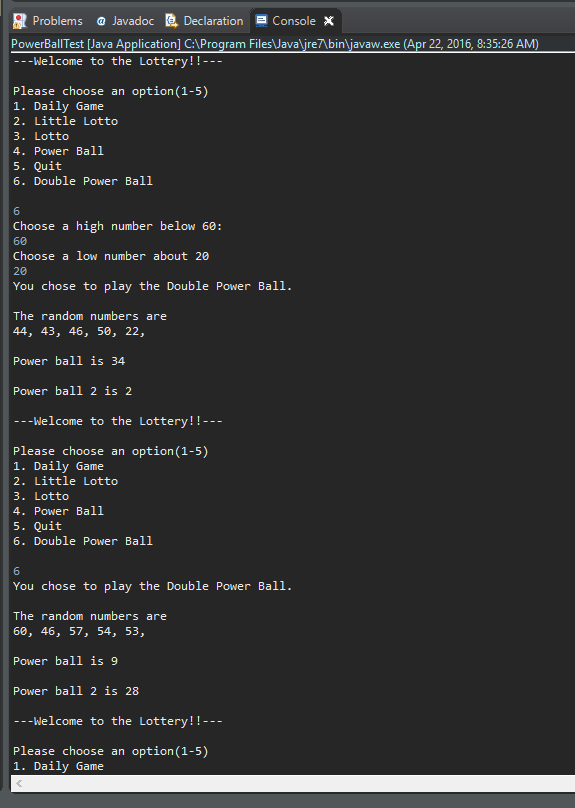 Problems @ Javadoc Declaration Console
PowerBallTest [Java Application] C:\Program Files\Java\jre7\bin\javaw.exe (Apr 22, 2016, 8:35:26 AM)
---Welcome to the Lottery!!---
Please choose an option(1-5)
1. Daily Game
2. Little Lotto
3. Lotto
4. Power Ball
5. Quit
6. Double Power Ball
6
Choose a high number below 60:
60
Choose a low number about 20
20
You chose to play the Double Power Ball.
The random numbers are
44, 43, 46, 50, 22,
Power ball is 34
Power ball 2 is 2
---Welcome to the Lottery!!---
Please choose an option(1-5)
1. Daily Game
2. Little Lotto
3. Lotto
4. Power Ball
5. Quit
6. Double Power Ball
6
You chose to play the Double Power Ball.
The random numbers are
60, 46, 57, 54, 53,
Power ball is 9
Power ball 2 is 28
---Welcome to the Lottery!!---
Please choose an option(1-5)
1. Daily Game